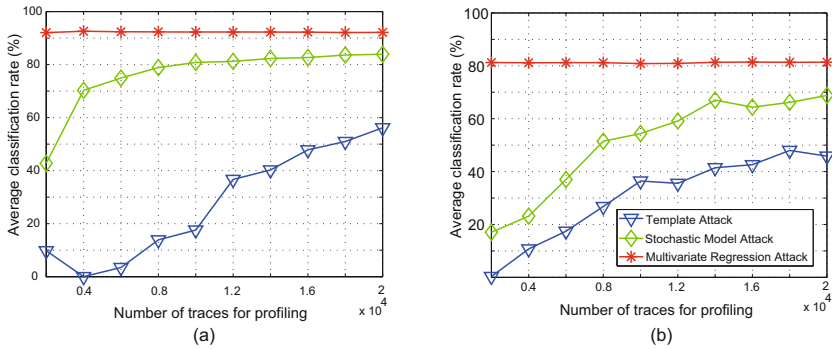 Average classification rate (%)
100
80
60
40
20
0
0.4
0.8
1.2
1.6
2
x 10^4
Number of traces for profiling
(a)
Average classification rate (%)
100
80
60
40
20
0.4
0.8
1.2
1.6
2
x 10^4
Number of traces for profiling
Template Attack
Stochastic Model Attack
Multivariate Regression Attack
(b)